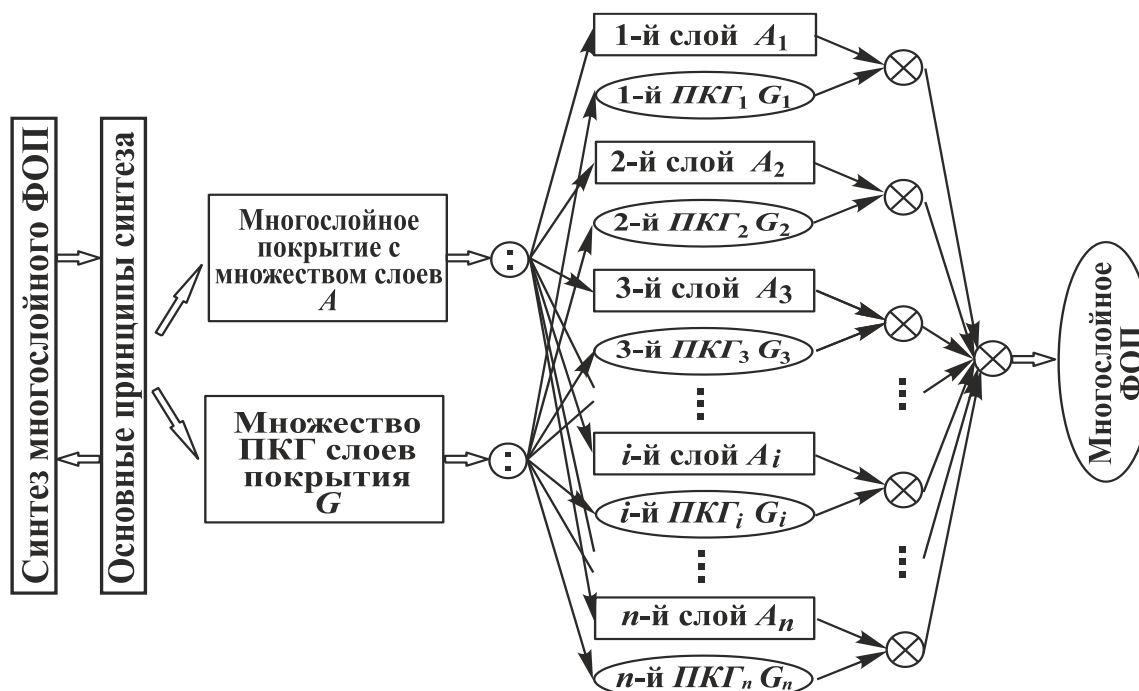 Синтез многослойного ФОП
Основные принципы синтеза
Многослойное
покрытие с
множеством слоев
A
Множество
ПКГ слоев
покрытия
G
1-й слой A₁
1-й ПКГ₁ G₁
2-й слой A₂
2-й ПКГ₂ G₂
3-й слой A₃
3-й ПКГ₃ G₃
i-й слой Aᵢ
i-й ПКГᵢ Gᵢ
n-й слой Aₙ
n-й ПКГₙ Gₙ
Многослойное
ФОП